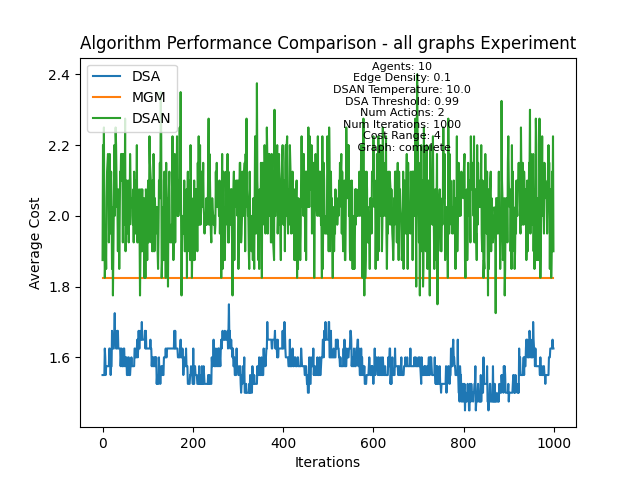 Algorithm Performance Comparison - all graphs Experiment
DSA
MGM
DSAN
Agents: 10
Edge Density: 0.1
DSAN Temperature: 10.0
DSA Threshold: 0.99
Num Actions: 2
Num Iterations: 1000
Cost Range: 4
Graph: complete
Average Cost
2.4
2.2
2.0
1.8
1.6
0
200
400
600
800
1000
Iterations